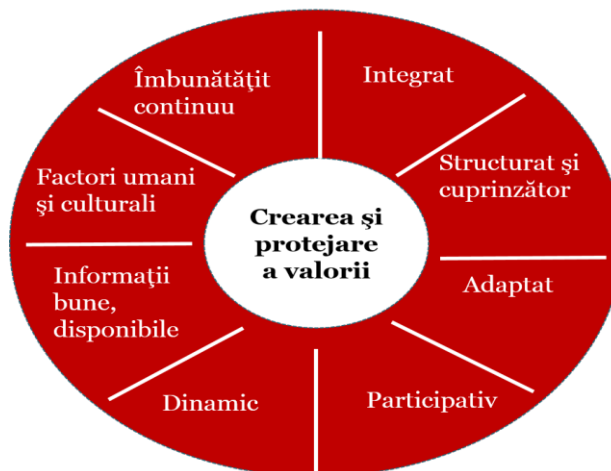 Îmbunătăţit
continuu
Integrat
Structurat şi
cuprinzător
Adaptat
Participativ
Dinamic
Informaţii
bune,
disponibile
Factori umani
şi culturali
Crearea şi
protejare
a valorii